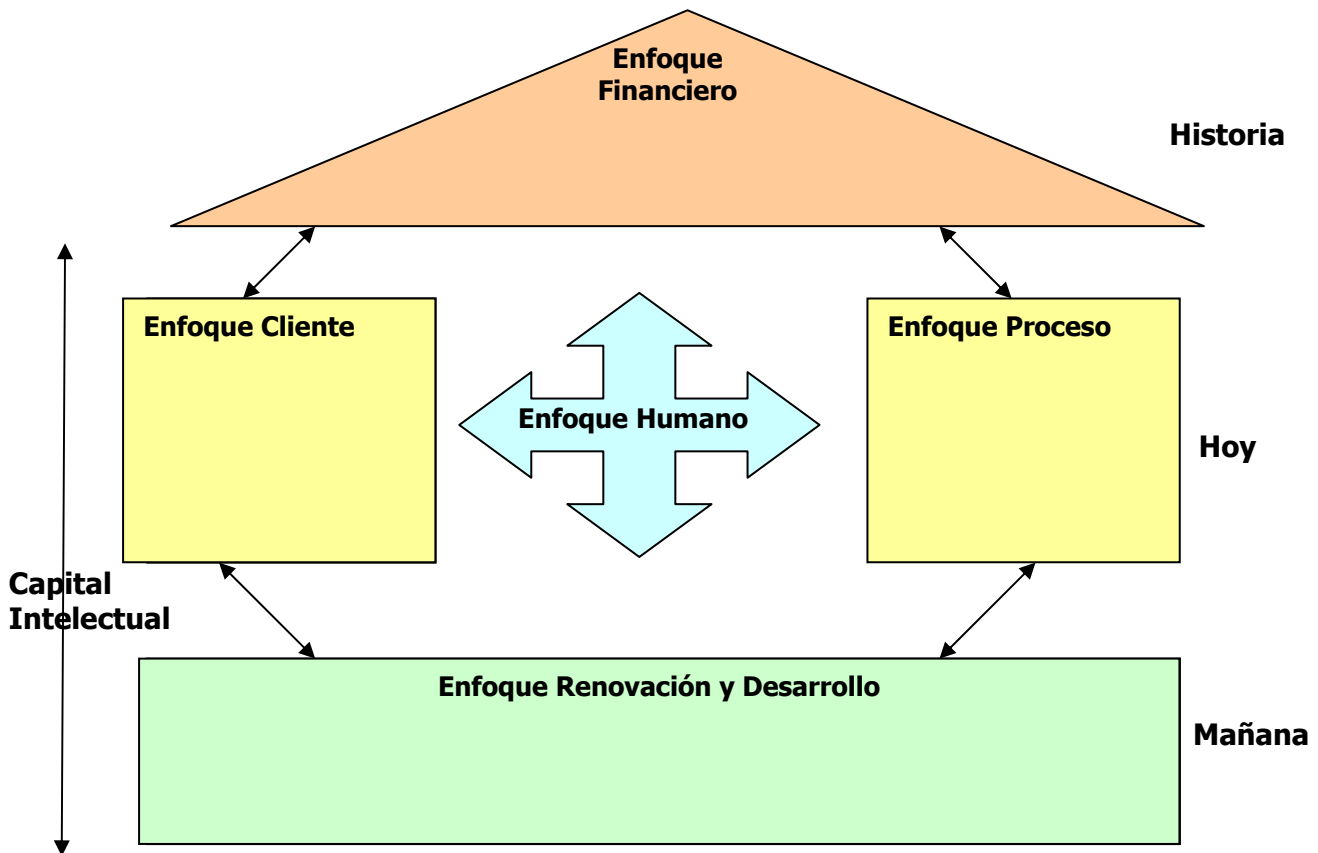 Enfoque
Financiero
Historia
Enfoque Cliente
Enfoque Proceso
Enfoque Humano
Hoy
Capital
Intelectual
Enfoque Renovación y Desarrollo
Mañana